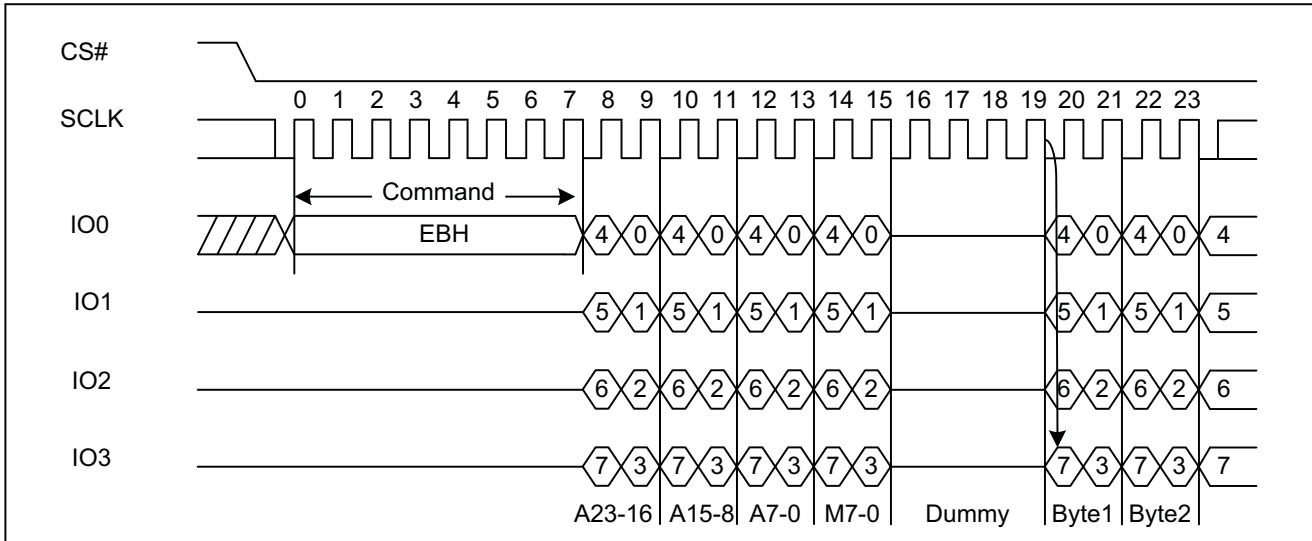 CS#
0 1 2 3 4 5 6 7 8 9 10 11 12 13 14 15 16 17 18 19 20 21 22 23
SCLK
Command
IO0 EBH 4 0 4 0 4 0 4 0 4 0 4 0 4
IO1 5 1 5 1 5 1 5 1 5 1 5 1 5
IO2 6 2 6 2 6 2 6 2 6 2 6 2 6
IO3 7 3 7 3 7 3 7 3 7 3 7 3 7
A23-16 A15-8 A7-0 M7-0 Dummy Byte1 Byte2